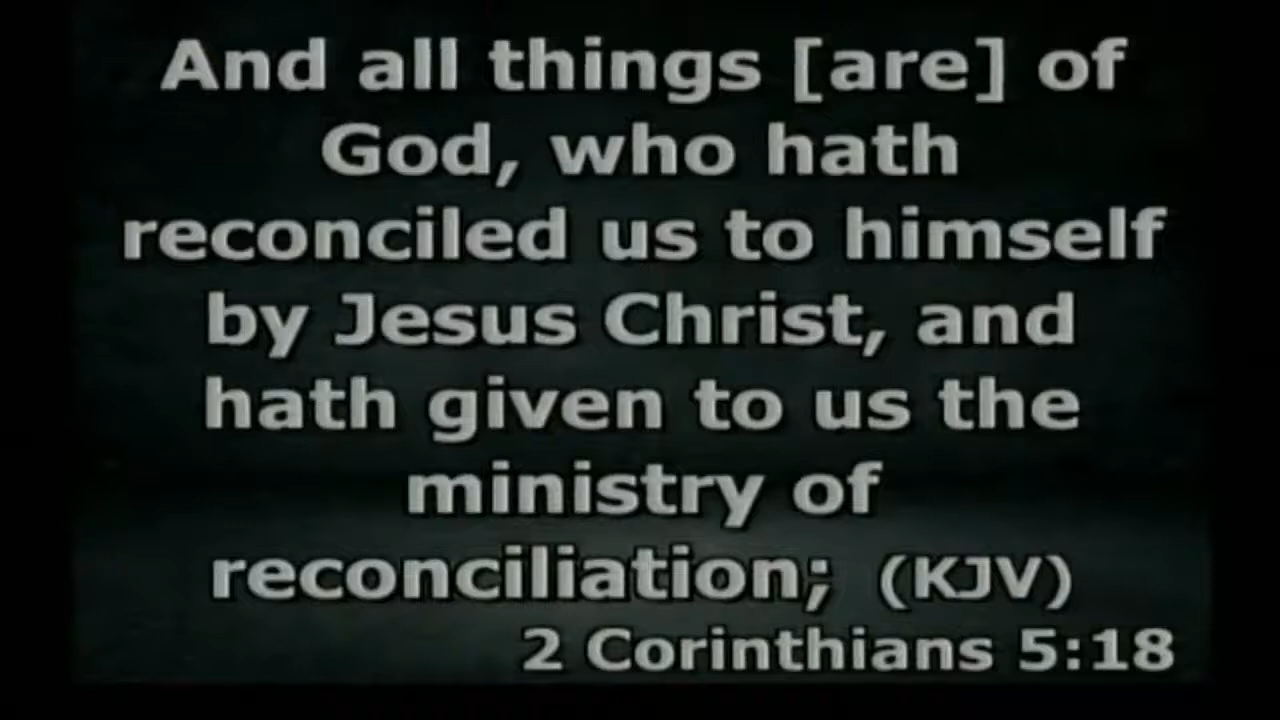 And all things [are] of
God, who hath
reconciled us to himself
by Jesus Christ, and
hath given to us the
ministry of
reconciliation; (KJV)
2 Corinthians 5:18